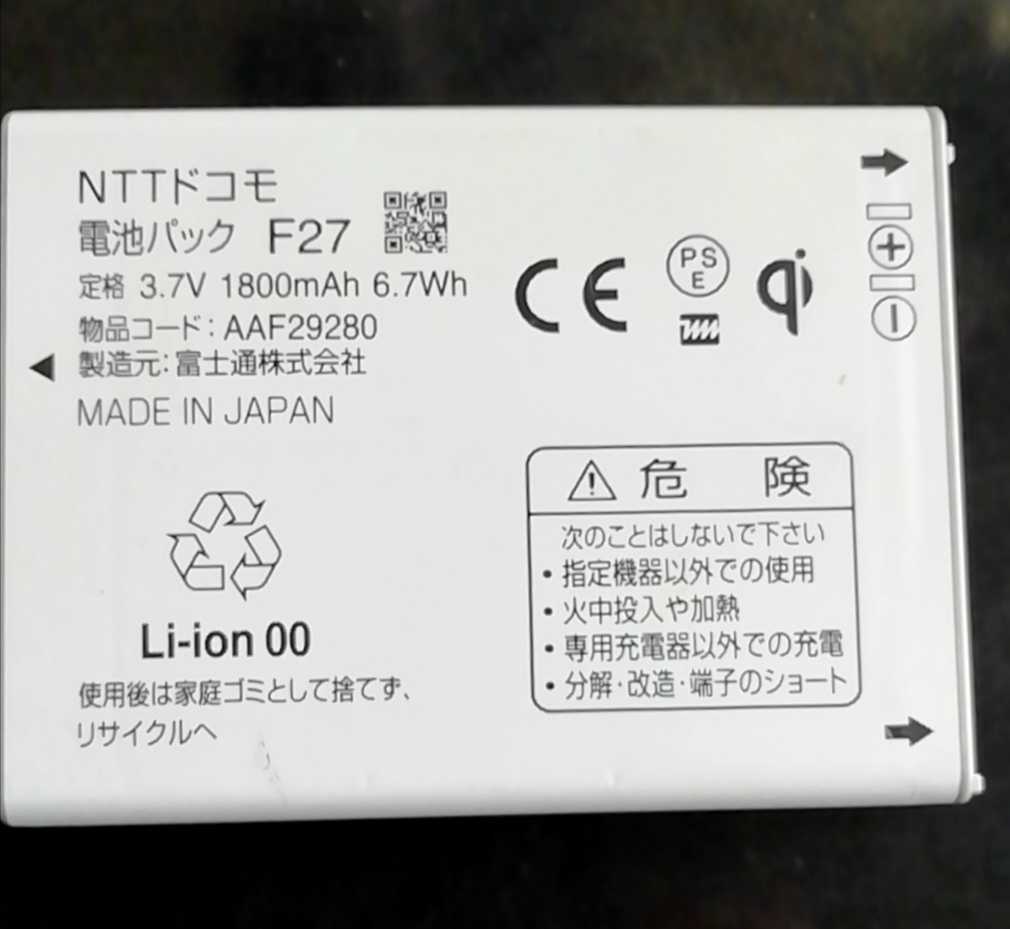 NTTドコモ
電池パック F27
定格 3.7V 1800mAh 6.7Wh
物品コード：AAF29280
製造元：富士通株式会社
MADE IN JAPAN
CE
PS
E
qi
Li-ion 00
使用後は家庭ゴミとして捨てず、
リサイクルへ
危 険
次のことはしないで下さい
・指定機器以外での使用
・火中投入や加熱
・専用充電器以外での充電
・分解・改造・端子のショート